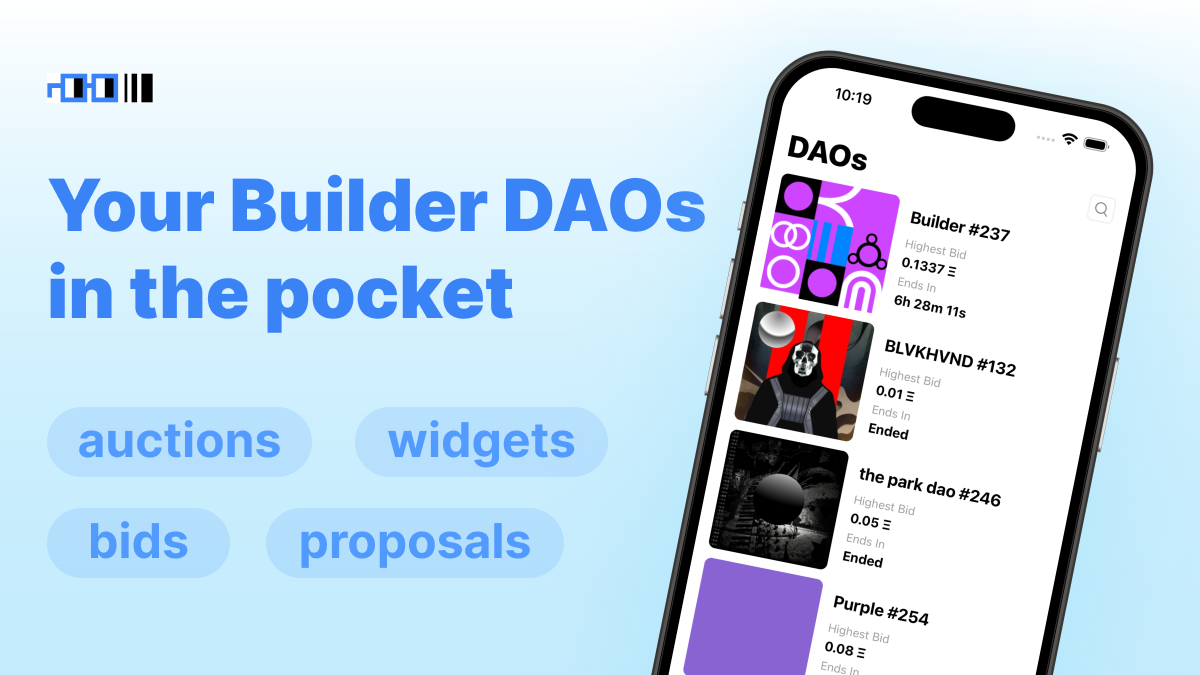 Your Builder DAOs
in the pocket
auctions
widgets
bids
proposals
10:19
DAOs
Builder #237
Highest Bid
0.1337 Ξ
Ends In
6h 28m 11s
BLVKHVND #132
Highest Bid
0.01 Ξ
Ends In
Ended
the park dao #246
Highest Bid
0.05 Ξ
Ends In
Ended
Purple #254
Highest Bid
0.08 Ξ
Ends In